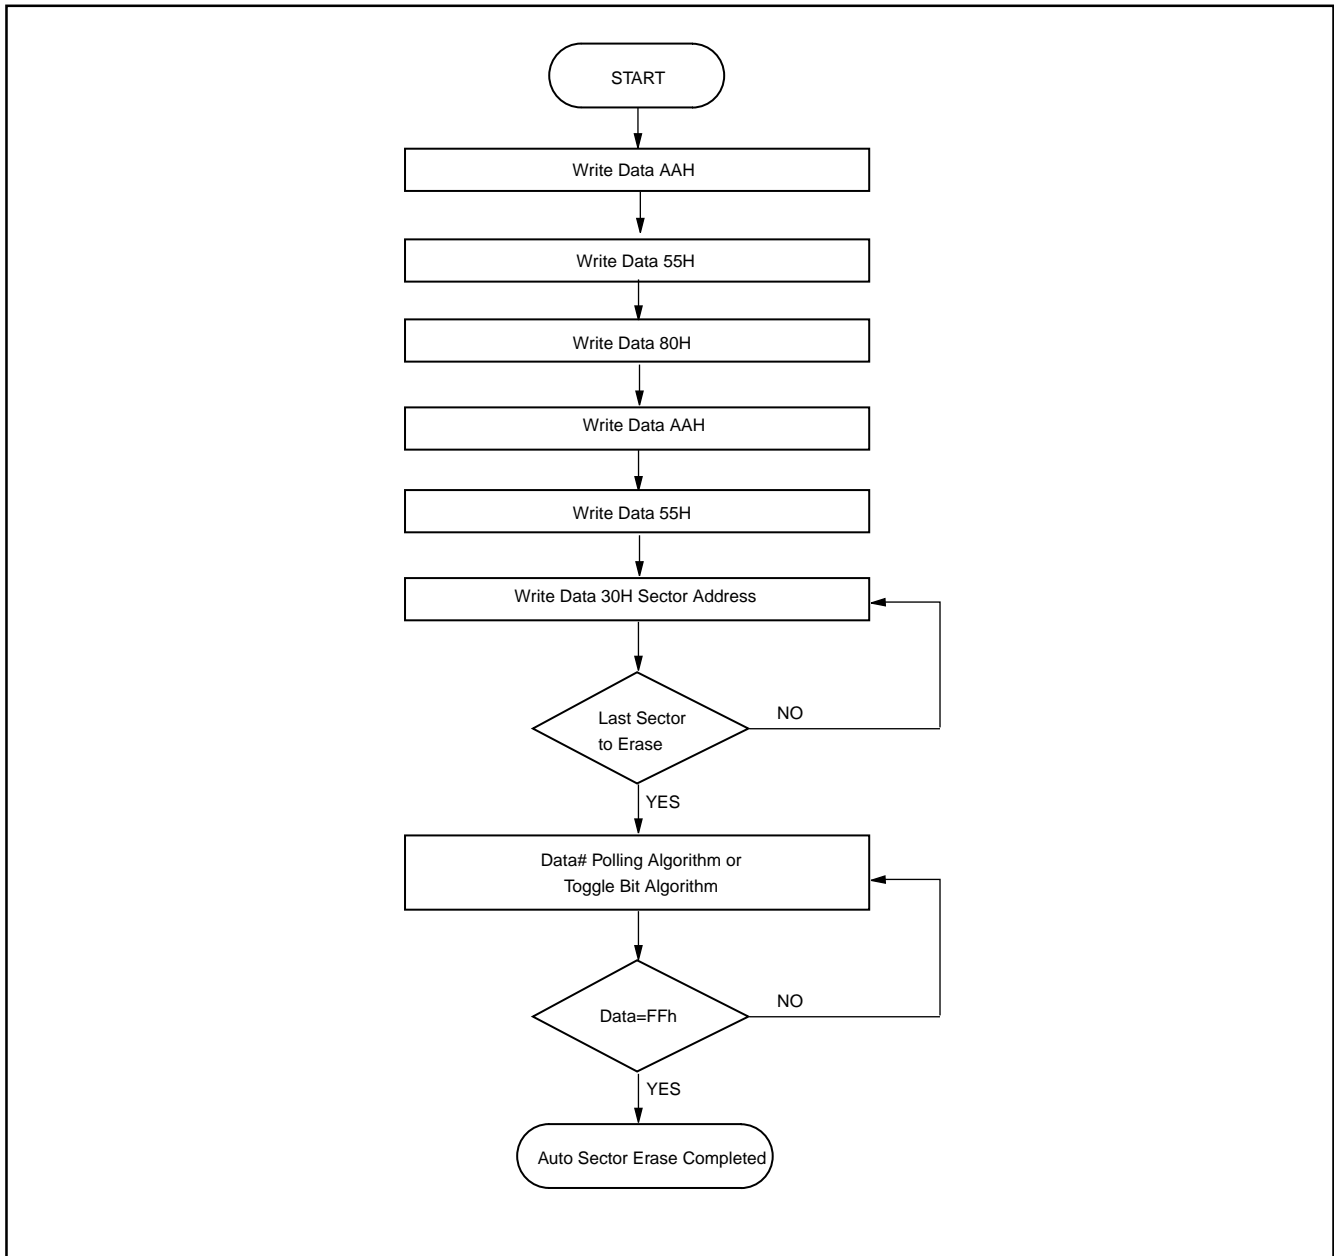 START
Write Data AAH
Write Data 55H
Write Data 80H
Write Data AAH
Write Data 55H
Write Data 30H Sector Address
Last Sector
to Erase
NO
YES
Data# Polling Algorithm or
Toggle Bit Algorithm
Data=FFh
NO
YES
Auto Sector Erase Completed